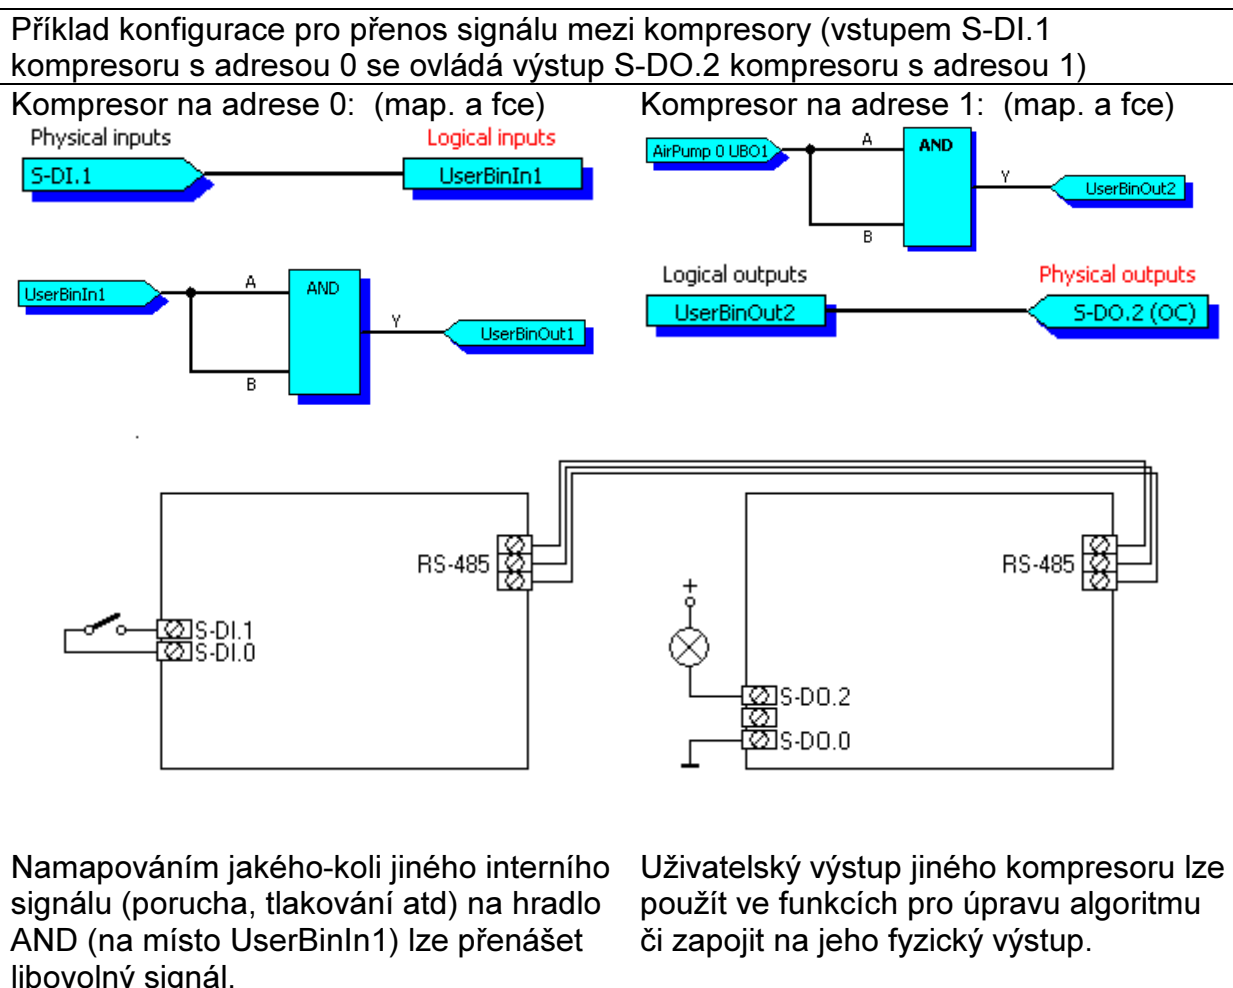 Příklad konfigurace pro přenos signálu mezi kompresory (vstupem S-DI.1
kompresoru s adresou 0 se ovládá výstup S-DO.2 kompresoru s adresou 1)
Kompresor na adrese 0:  (map. a fce)
Physical inputs
Logical inputs
S-DI.1
UserBinIn1
UserBinIn1
A
B
AND
Y
UserBinOut1
Kompresor na adrese 1:  (map. a fce)
AirPump 0 UBO1
A
B
AND
Y
UserBinOut2
Logical outputs
Physical outputs
UserBinOut2
S-DO.2 (OC)
RS-485
S-DI.1
S-DI.0
RS-485
+
S-DO.2
S-DO.0
Namapováním jakého-koli jiného interního
signálu (porucha, tlakování atd) na hradlo
AND (na místo UserBinIn1) lze přenášet
libovolný signál.
Uživatelský výstup jiného kompresoru lze
použít ve funkcích pro úpravu algoritmu
či zapojit na jeho fyzický výstup.